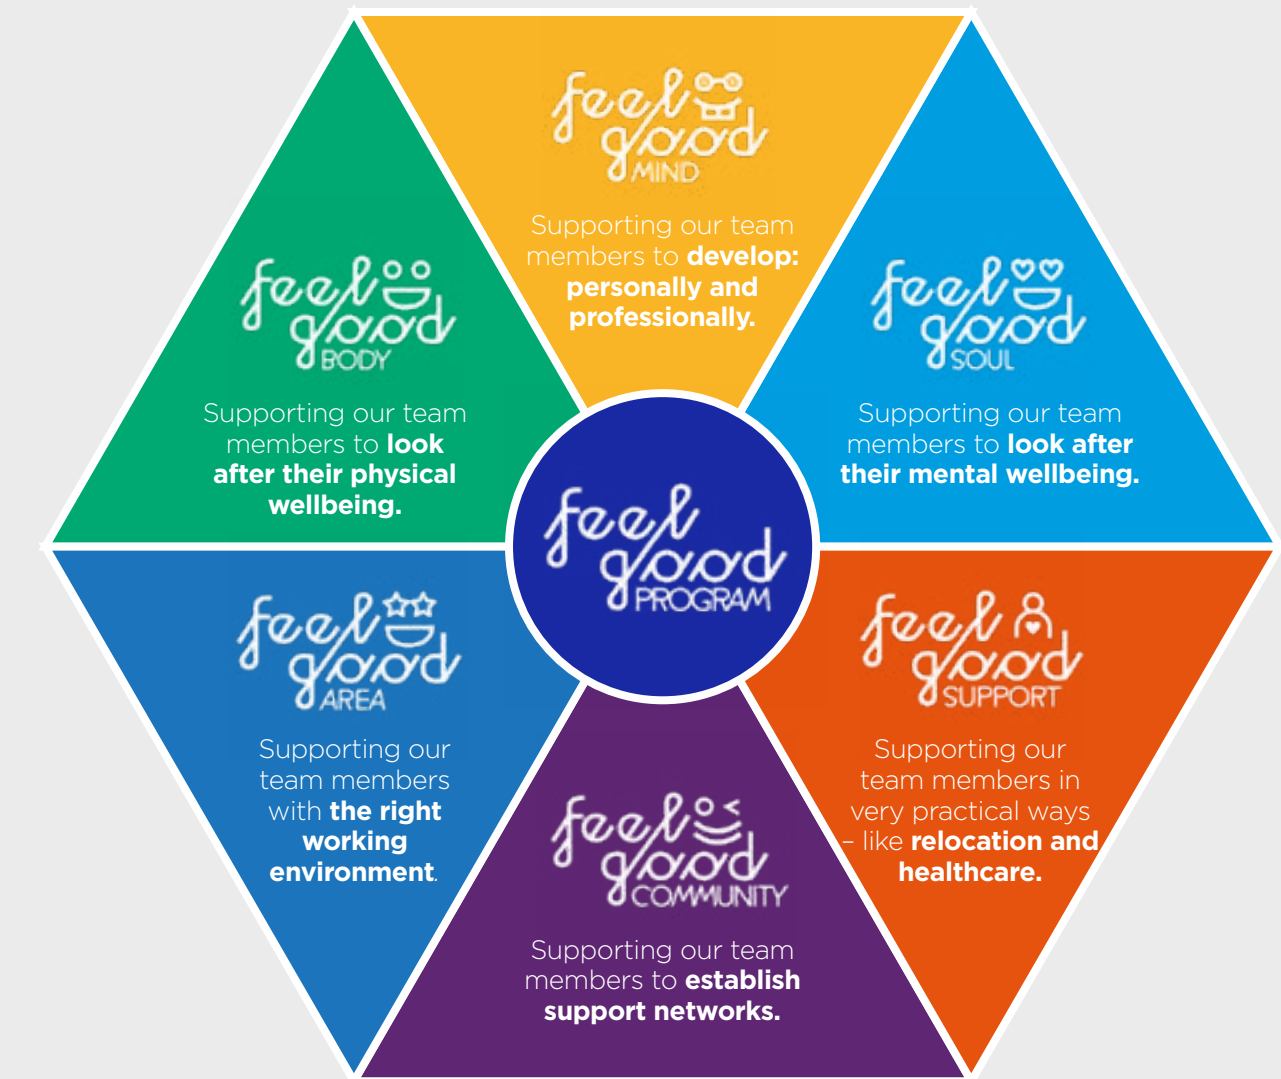 feel
good
MIND
Supporting our team
members to develop:
personally and
professionally.
feel
good
BODY
Supporting our team
members to look
after their physical
wellbeing.
feel
good
SOUL
Supporting our team
members to look after
their mental wellbeing.
feel
good
PROGRAM
feel
good
AREA
Supporting our
team members
with the right
working
environment.
feel
good
SUPPORT
Supporting our
team members in
very practical ways
– like relocation and
healthcare.
feel
good
COMMUNITY
Supporting our team
members to establish
support networks.